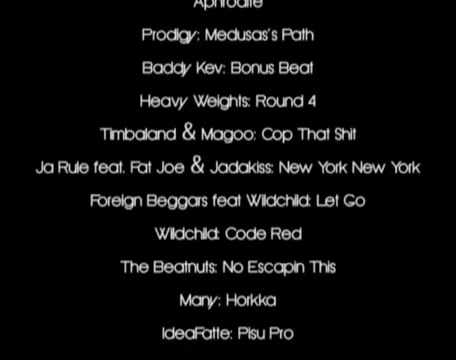 Aphrodite
Prodigy: Medusas's Path
Baddy Kev: Bonus Beat
Heavy Weights: Round 4
Timbaland & Magoo: Cop That Shit
Ja Rule feat. Fat Joe & Jadakiss: New York New York
Foreign Beggars feat Wildchild: Let Go
Wildchild: Code Red
The Beatnuts: No Escapin This
Many: Horkka
IdeaFatte: Pisu Pro